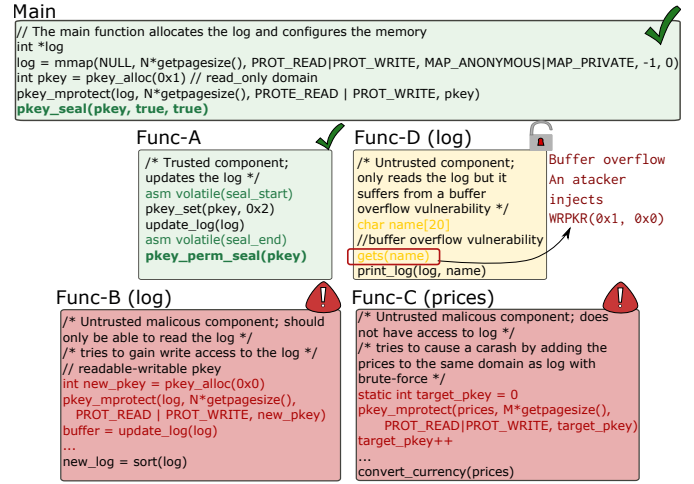 Main
// The main function allocates the log and configures the memory
int *log
log = mmap(NULL, N*getpagesize(), PROT_READ|PROT_WRITE, MAP_ANONYMOUS|MAP_PRIVATE, -1, 0)
int pkey = pkey_alloc(0x1) // read_only domain
pkey_mprotect(log, N*getpagesize(), PROTE_READ | PROT_WRITE, pkey)
pkey_seal(pkey, true, true)
Func-A
/* Trusted component;
updates the log */
asm volatile(seal_start)
pkey_set(pkey, 0x2)
update_log(log)
asm volatile(seal_end)
pkey_perm_seal(pkey)
Func-D (log)
/* Untrusted component;
only reads the log but it
suffers from a buffer
overflow vulnerability */
char name[20]
//buffer overflow vulnerability
gets(name)
print_log(log, name)
Buffer overflow
An atacker
injects
WRPKR(0x1, 0x0)
Func-B (log)
/* Untrusted malicous component; should
only be able to read the log */
/* tries to gain write access to the log */
// readable-writable pkey
int new_pkey = pkey_alloc(0x0)
pkey_mprotect(log, N*getpagesize(),
PROT_READ | PROT_WRITE, new_pkey)
buffer = update_log(log)
...
new_log = sort(log)
Func-C (prices)
/* Untrusted malicous component; does
not have access to log */
/* tries to cause a carash by adding the
prices to the same domain as log with
brute-force */
static int target_pkey = 0
pkey_mprotect(prices, M*getpagesize(),
PROT_READ|PROT_WRITE, target_pkey)
target_pkey++
...
convert_currency(prices)